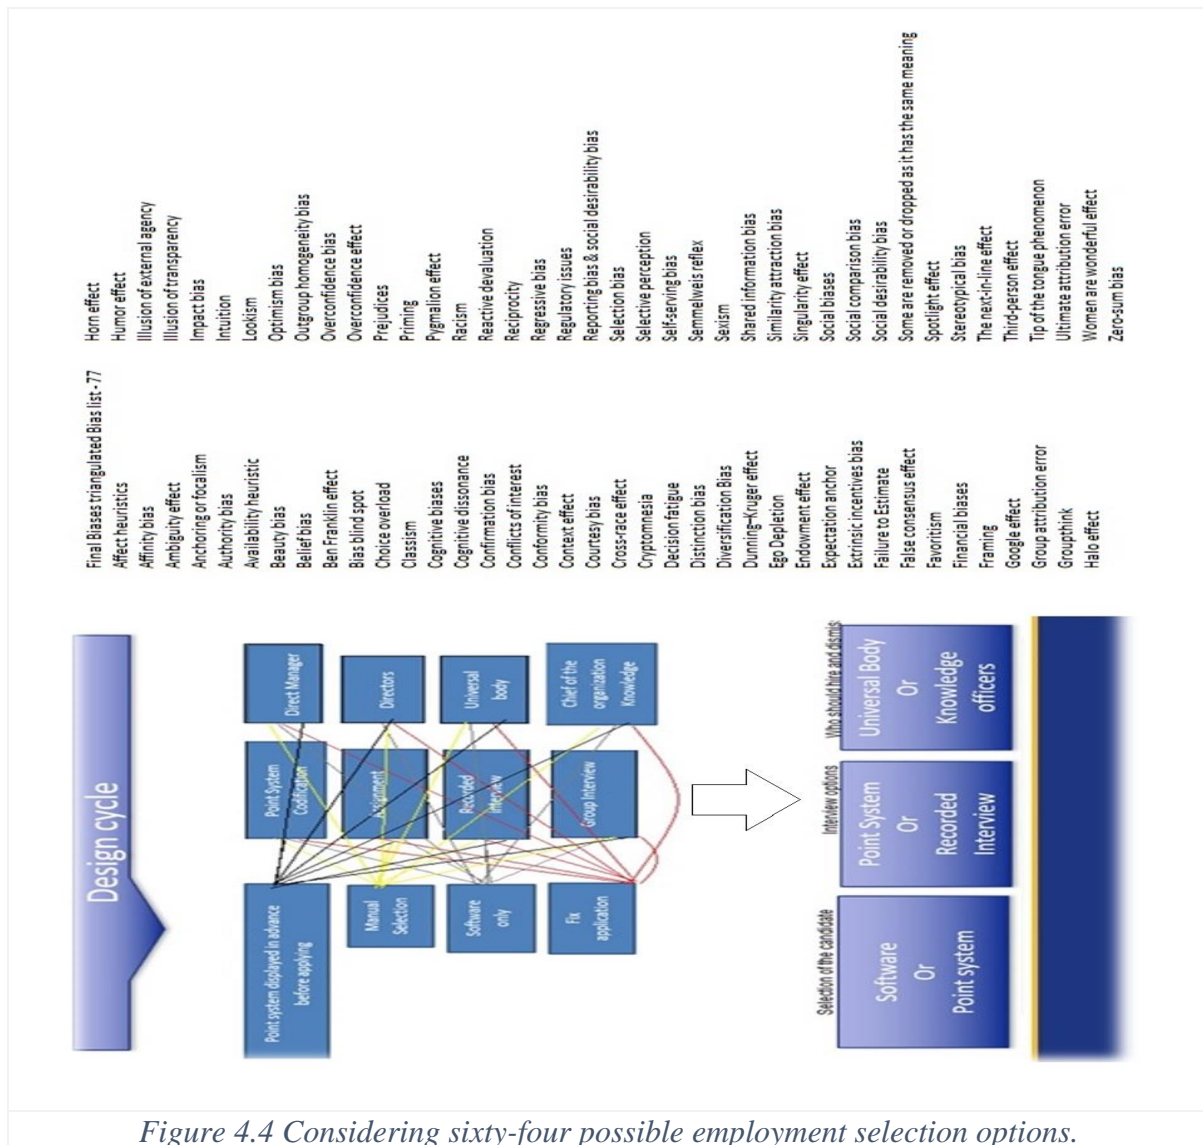 Design cycle
Point system displayed in advance
before applying
Manual
Selection
Software
only
Fix
application
Point System
Codification
Assignment
Recorded
Interview
Group Interview
Direct Manager
Directors
Universal
body
Chief of the
organization
Knowledge
Selection of the candidate
Software
Or
Point system
Interview options
Point System
Or
Recorded
Interview
Who should hire and dismis
Universal Body
Or
Knowledge
officers
Final Biases triangulated Bias list - 77
Affect heuristics
Affinity bias
Ambiguity effect
Anchoring or focalism
Authority bias
Availability heuristic
Beauty bias
Belief bias
Ben Franklin effect
Bias blind spot
Choice overload
Classism
Cognitive biases
Cognitive dissonance
Confirmation bias
Conflicts of interest
Conformity bias
Context effect
Courtesy bias
Cross-race effect
Cryptomnesia
Decision fatigue
Distinction bias
Diversification Bias
Dunning–Kruger effect
Ego Depletion
Endowment effect
Expectation anchor
Extrinsic incentives bias
Failure to Estimate
False consensus effect
Favoritism
Financial biases
Framing
Google effect
Group attribution error
Groupthink
Halo effect
Horn effect
Humor effect
Illusion of external agency
Illusion of transparency
Impact bias
Intuition
Lookism
Optimism bias
Outgroup homogeneity bias
Overconfidence bias
Overconfidence effect
Prejudices
Priming
Pygmalion effect
Racism
Reactive devaluation
Reciprocity
Regressive bias
Regulatory issues
Reporting bias & social desirability bias
Selection bias
Selective perception
Self-serving bias
Semmelweis reflex
Sexism
Shared information bias
Similarity attraction bias
Singularity effect
Social biases
Social comparison bias
Social desirability bias
Some are removed or dropped as it has the same meaning
Spotlight effect
Stereotypical bias
The next-in-line effect
Third-person effect
Tip of the tongue phenomenon
Ultimate attribution error
Women are wonderful effect
Zero-sum bias
Figure 4.4 Considering sixty-four possible employment selection options.